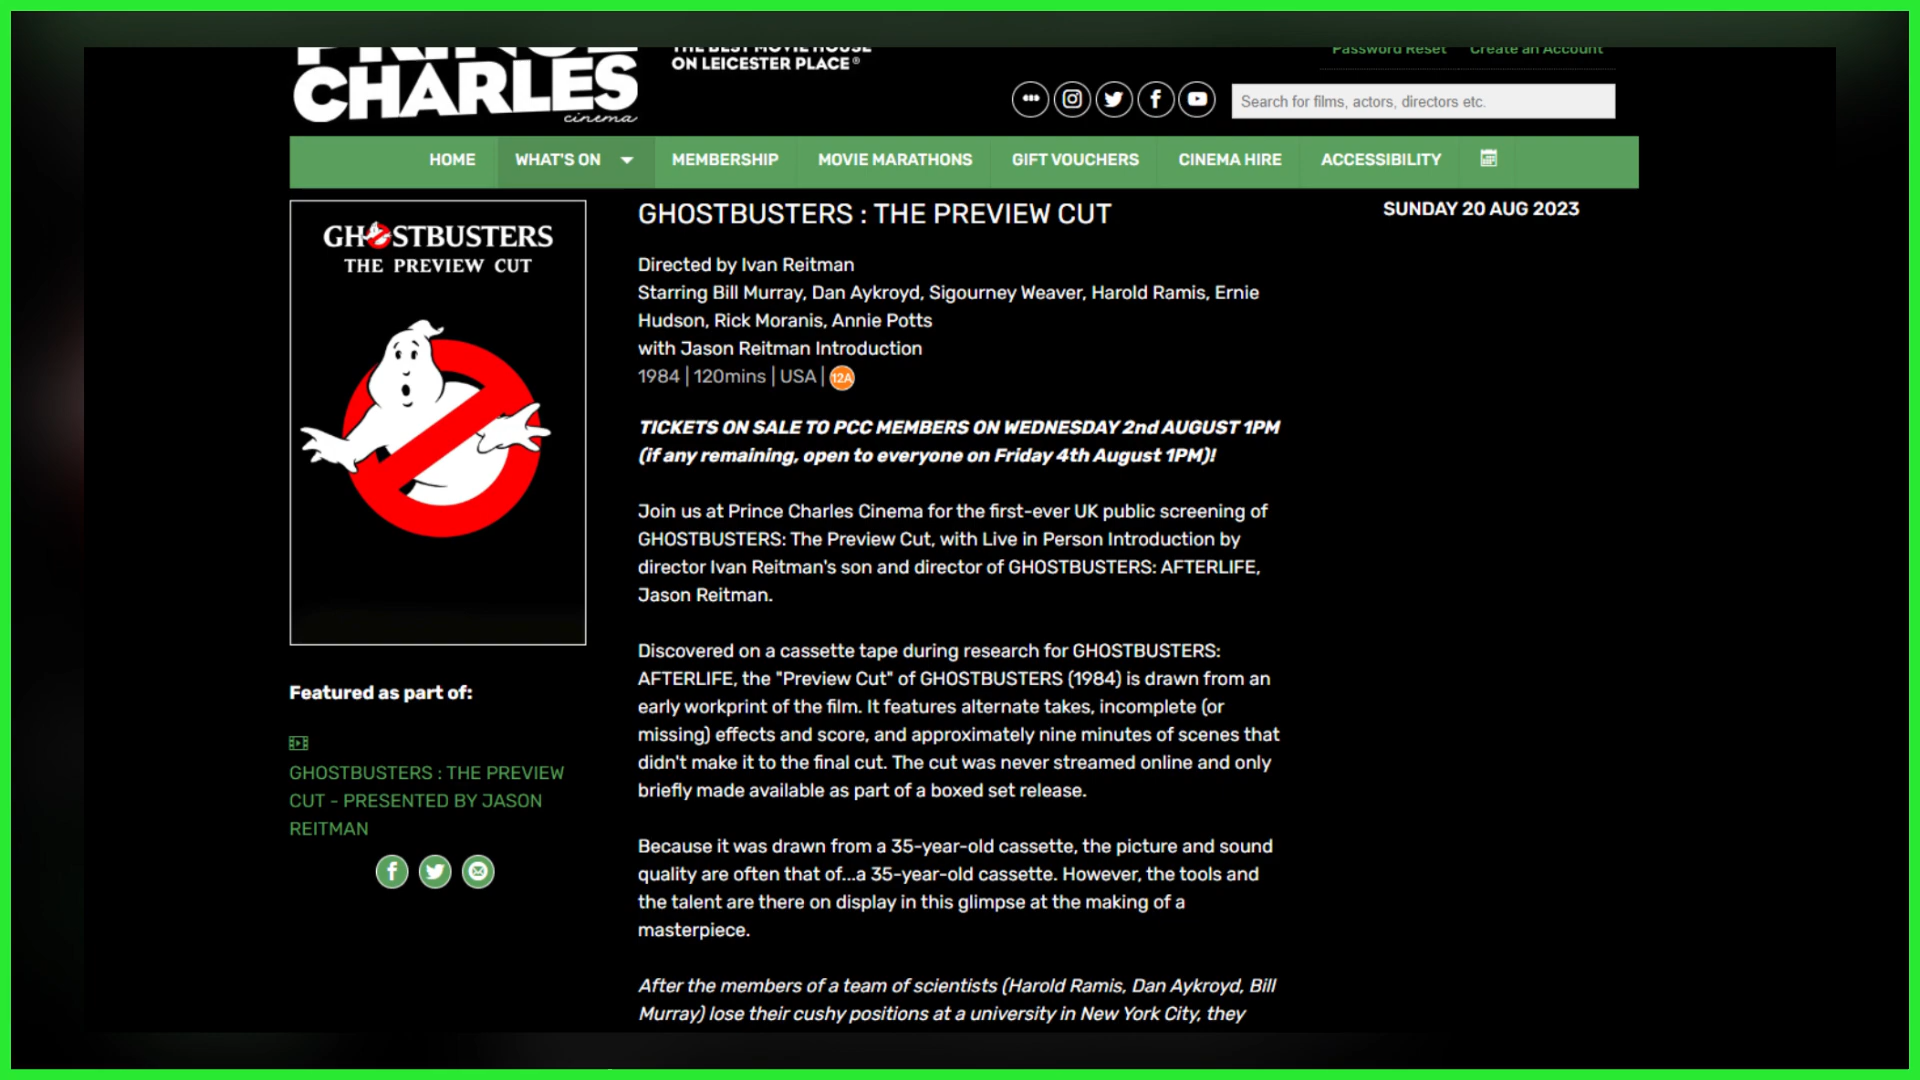 PRINCE
CHARLES
cinema
THE BEST MOVIE HOUSE
ON LEICESTER PLACE®
Password Reset Create an Account
Search for films, actors, directors etc.
HOME WHAT'S ON MEMBERSHIP MOVIE MARATHONS GIFT VOUCHERS CINEMA HIRE ACCESSIBILITY
GHOSTBUSTERS
THE PREVIEW CUT
Featured as part of:
GHOSTBUSTERS : THE PREVIEW
CUT - PRESENTED BY JASON
REITMAN
GHOSTBUSTERS : THE PREVIEW CUT
Directed by Ivan Reitman
Starring Bill Murray, Dan Aykroyd, Sigourney Weaver, Harold Ramis, Ernie
Hudson, Rick Moranis, Annie Potts
with Jason Reitman Introduction
1984 | 120mins | USA | 12A
TICKETS ON SALE TO PCC MEMBERS ON WEDNESDAY 2nd AUGUST 1PM
(if any remaining, open to everyone on Friday 4th August 1PM)!
Join us at Prince Charles Cinema for the first-ever UK public screening of
GHOSTBUSTERS: The Preview Cut, with Live in Person Introduction by
director Ivan Reitman's son and director of GHOSTBUSTERS: AFTERLIFE,
Jason Reitman.
Discovered on a cassette tape during research for GHOSTBUSTERS:
AFTERLIFE, the "Preview Cut" of GHOSTBUSTERS (1984) is drawn from an
early workprint of the film. It features alternate takes, incomplete (or
missing) effects and score, and approximately nine minutes of scenes that
didn't make it to the final cut. The cut was never streamed online and only
briefly made available as part of a boxed set release.
Because it was drawn from a 35-year-old cassette, the picture and sound
quality are often that of...a 35-year-old cassette. However, the tools and
the talent are there on display in this glimpse at the making of a
masterpiece.
After the members of a team of scientists (Harold Ramis, Dan Aykroyd, Bill
Murray) lose their cushy positions at a university in New York City, they
SUNDAY 20 AUG 2023